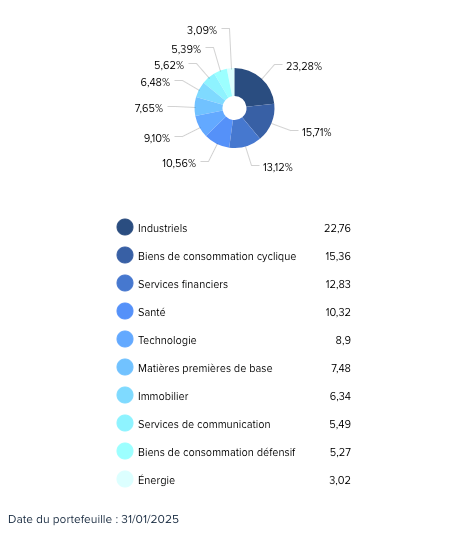 3,09%
5,39%
5,62%
6,48%
7,65%
9,10%
10,56%
23,28%
15,71%
13,12%
Industriels 22,76
Biens de consommation cyclique 15,36
Services financiers 12,83
Santé 10,32
Technologie 8,9
Matières premières de base 7,48
Immobilier 6,34
Services de communication 5,49
Biens de consommation défensif 5,27
Énergie 3,02
Date du portefeuille : 31/01/2025